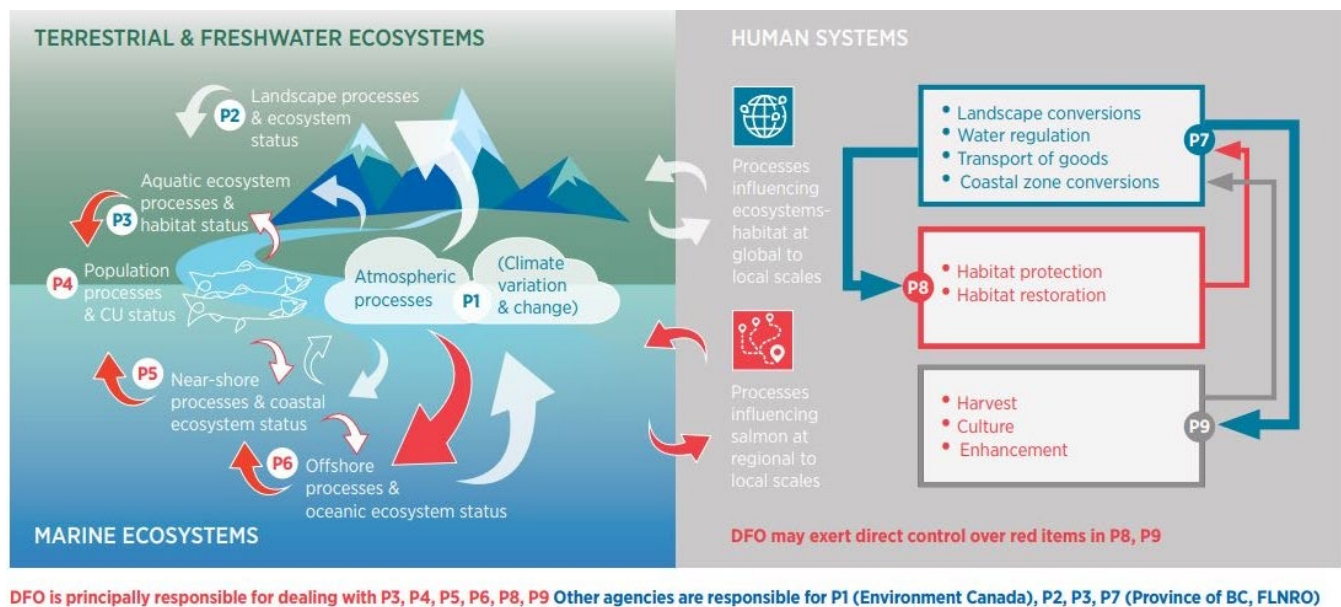 TERRESTRIAL & FRESHWATER ECOSYSTEMS
P2
Landscape processes
& ecosystem
status
Aquatic ecosystem
processes &
habitat status
P3
P4
Population
processes
& CU status
Atmospheric
processes
P1
(Climate
variation
& change)
P5
Near-shore
processes & coastal
ecosystem status
P6
Offshore
processes &
oceanic ecosystem status
MARINE ECOSYSTEMS
HUMAN SYSTEMS
Processes
influencing
ecosystems-
habitat at
global to
local scales
Processes
influencing
salmon at
regional to
local scales
• Landscape conversions
• Water regulation
• Transport of goods
• Coastal zone conversions
P7
P8
• Habitat protection
• Habitat restoration
• Harvest
• Culture
• Enhancement
P9
DFO may exert direct control over red items in P8, P9
DFO is principally responsible for dealing with P3, P4, P5, P6, P8, P9 Other agencies are responsible for P1 (Environment Canada), P2, P3, P7 (Province of BC, FLNRO)